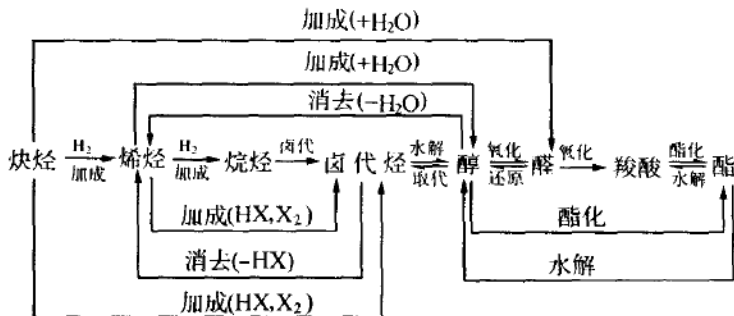 加成(+H₂O)
加成(+H₂O)
消去(-H₂O)
炔烃 H₂ 加成 烯烃 H₂ 加成 烷烃 卤代 卤代烃 水解 取代 醇 氧化 还原 醛 氧化 羧酸 酯化 水解 酯
加成(HX,X₂)
酯化
消去(-HX)
水解
加成(HX,X₂)